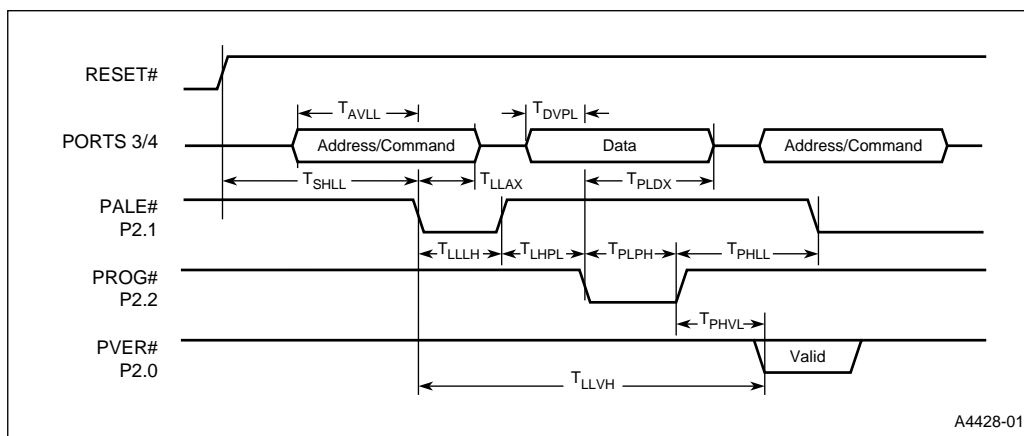 RESET#
T_AVLL T_DVPL
PORTS 3/4 Address/Command Data Address/Command
T_SHLL T_LLAX T_PLDX
PALE#
P2.1
T_LLLH T_LHPL T_PLPH T_PHLL
PROG#
P2.2
T_PHVL
PVER#
P2.0 Valid
T_LLVH
A4428-01